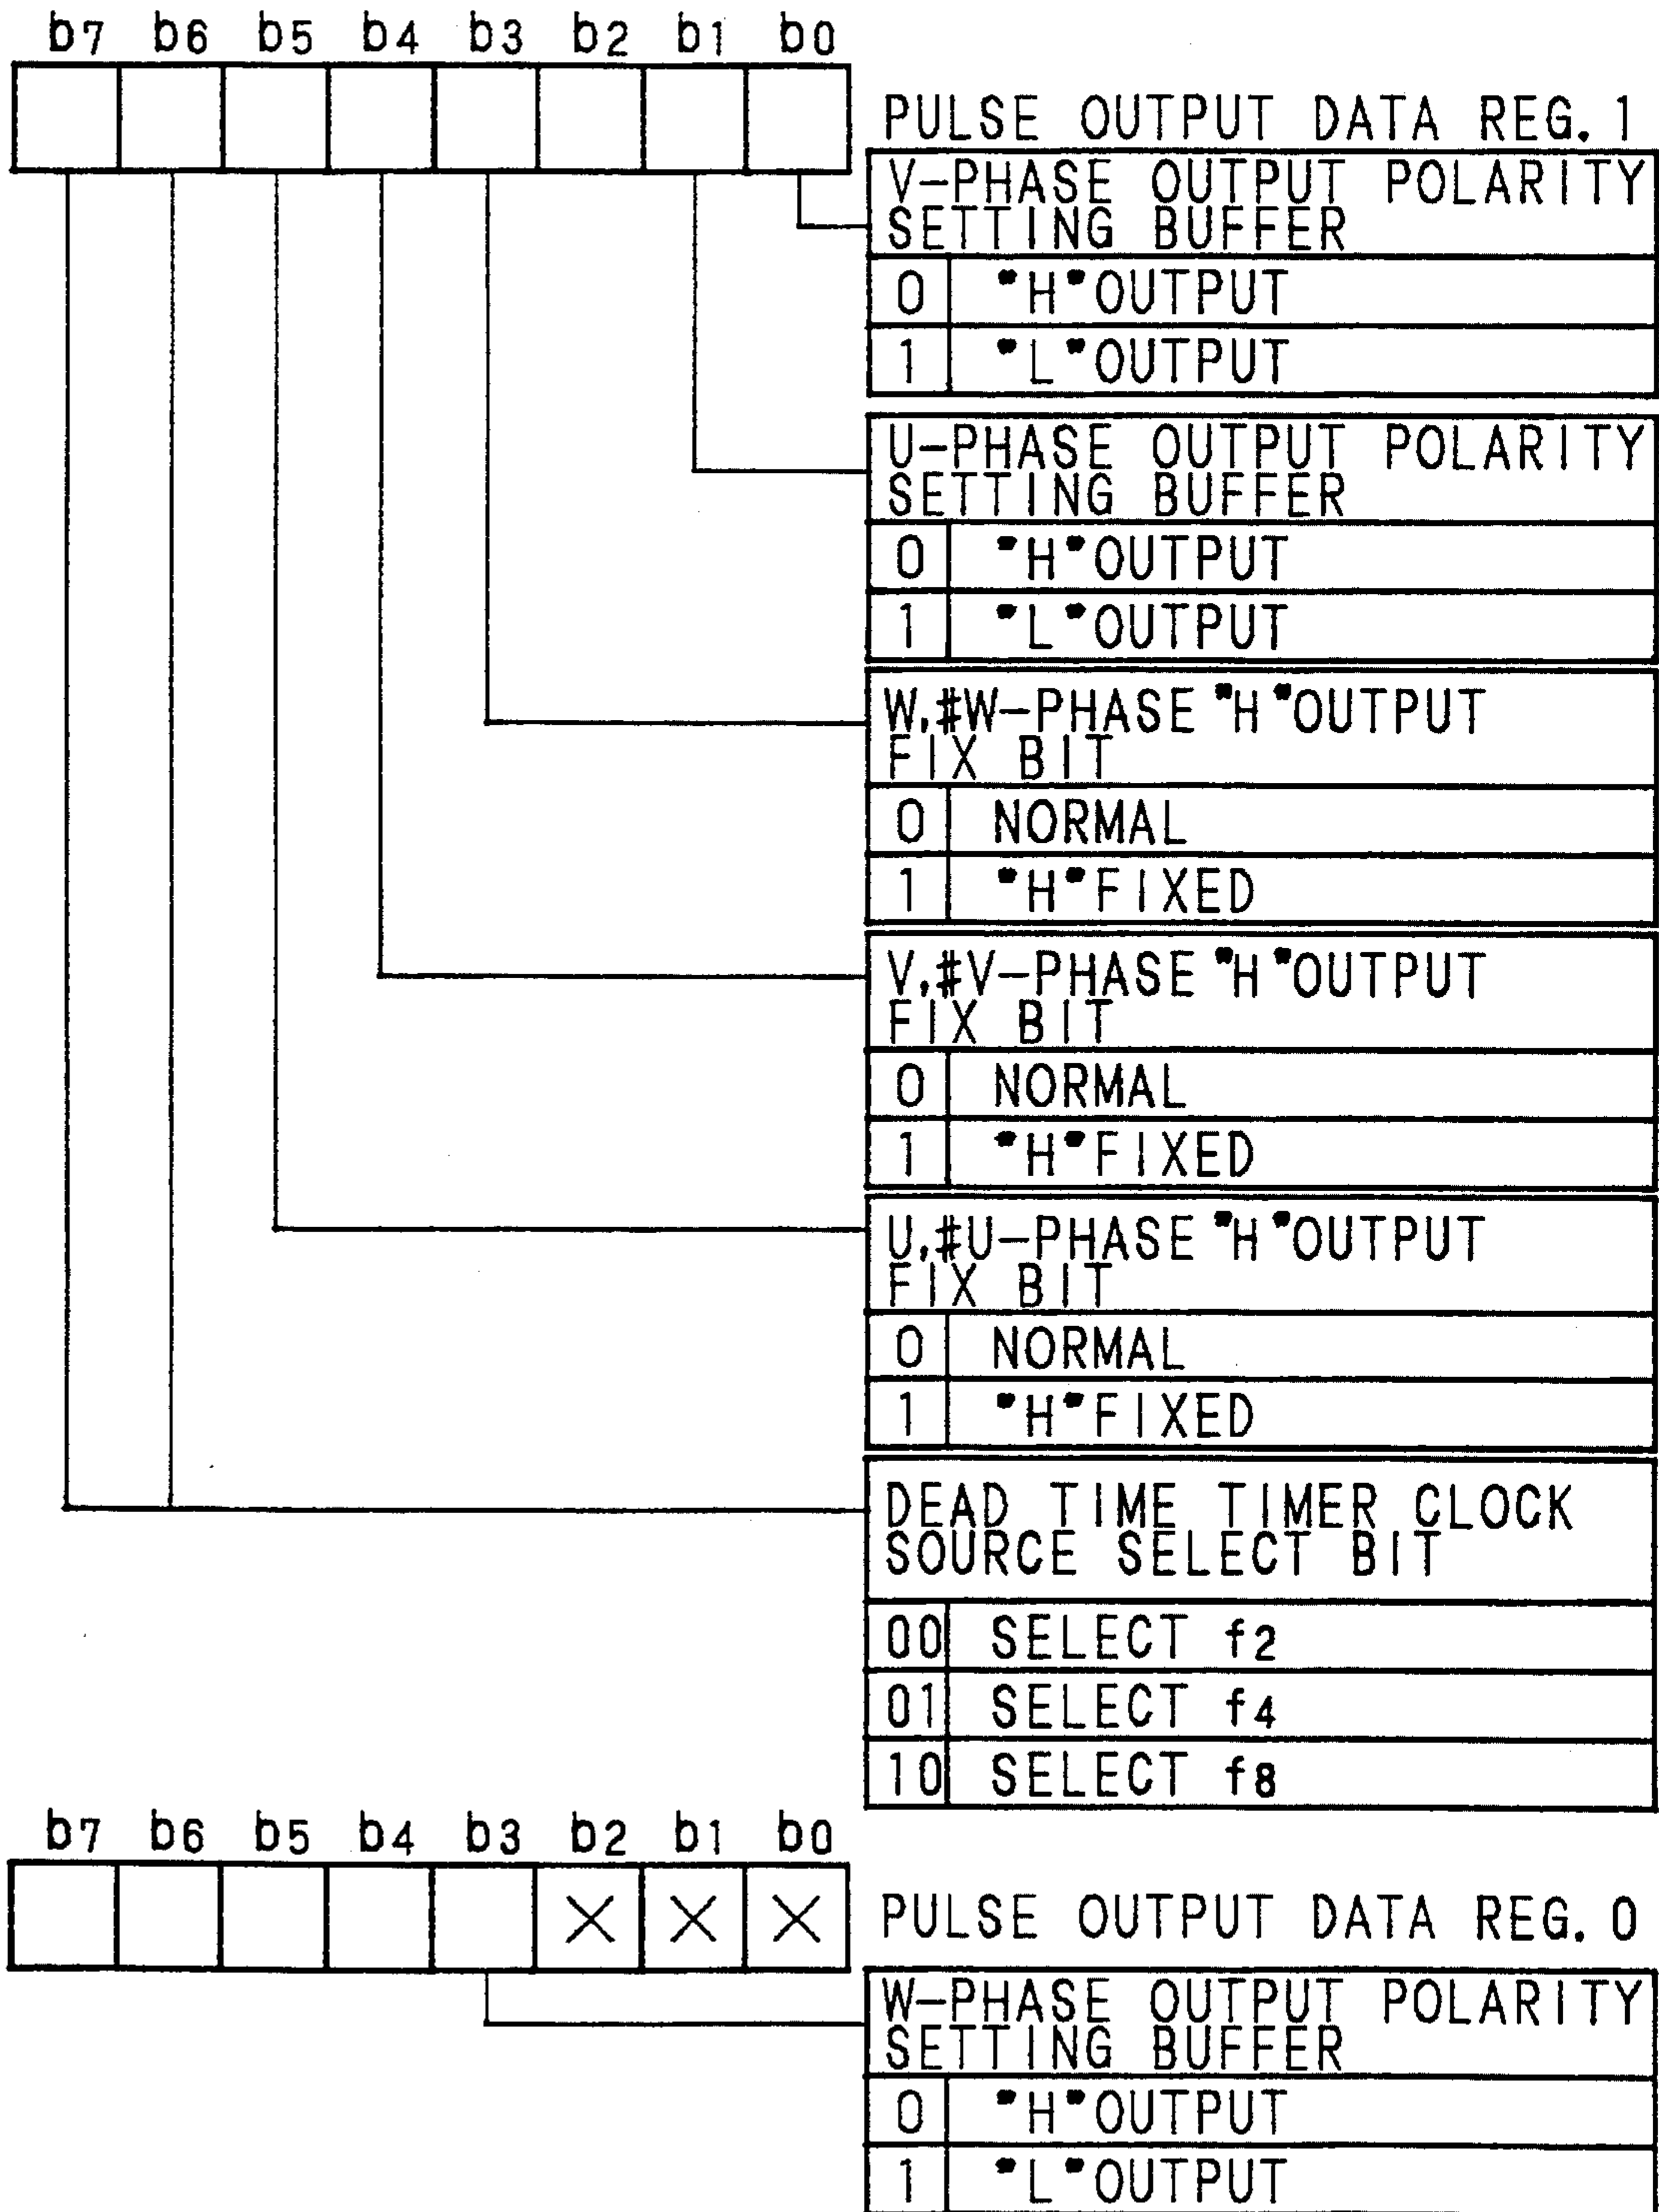 b7 b6 b5 b4 b3 b2 b1 b0
PULSE OUTPUT DATA REG. 1
V-PHASE OUTPUT POLARITY
SETTING BUFFER
0 "H" OUTPUT
1 "L" OUTPUT
U-PHASE OUTPUT POLARITY
SETTING BUFFER
0 "H" OUTPUT
1 "L" OUTPUT
W,#W-PHASE "H" OUTPUT
FIX BIT
0 NORMAL
1 "H" FIXED
V,#V-PHASE "H" OUTPUT
FIX BIT
0 NORMAL
1 "H" FIXED
U,#U-PHASE "H" OUTPUT
FIX BIT
0 NORMAL
1 "H" FIXED
DEAD TIME TIMER CLOCK
SOURCE SELECT BIT
00 SELECT f2
01 SELECT f4
10 SELECT f8
b7 b6 b5 b4 b3 b2 b1 b0
PULSE OUTPUT DATA REG. 0
W-PHASE OUTPUT POLARITY
SETTING BUFFER
0 "H" OUTPUT
1 "L" OUTPUT